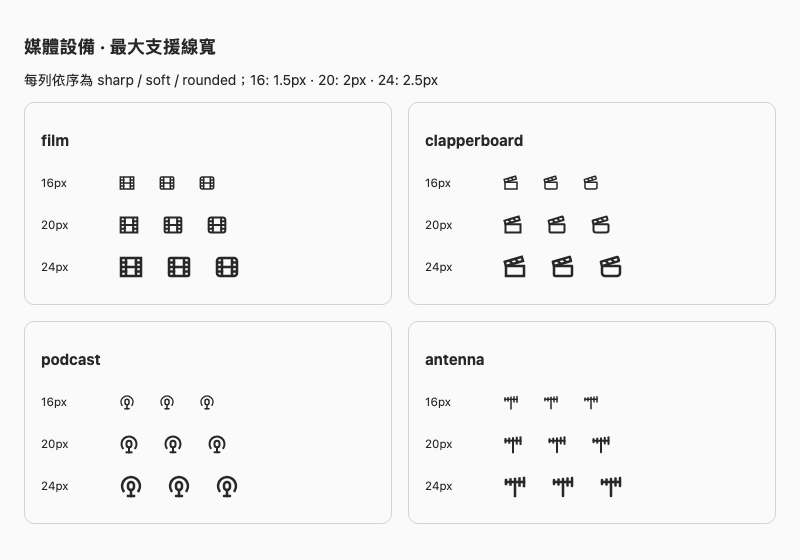 媒體設備 · 最大支援線寬
每列依序為 sharp / soft / rounded；16: 1.5px · 20: 2px · 24: 2.5px
film
16px
20px
24px
clapperboard
16px
20px
24px
podcast
16px
20px
24px
antenna
16px
20px
24px